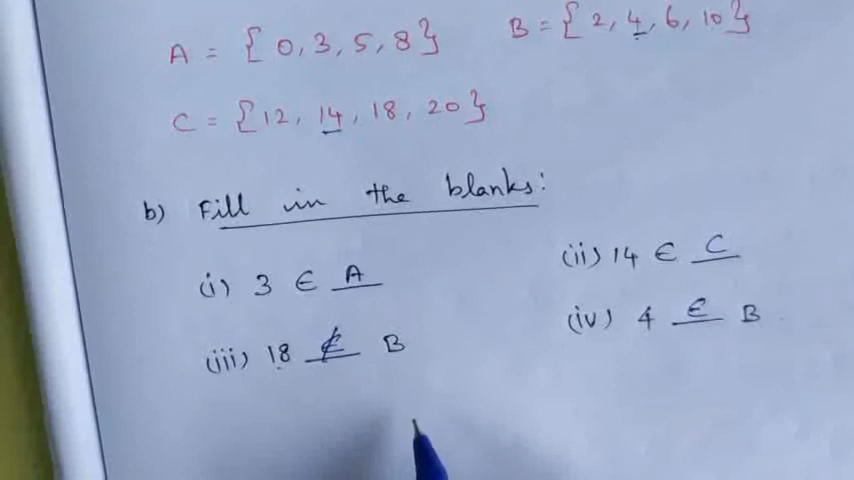 A = {0, 3, 5, 8} B = {2, 4, 6, 10}
C = {12, 14, 18, 20}
b) Fill in the blanks:
(i) 3 ∈ A (ii) 14 ∈ C
(iii) 18 ∉ B (iv) 4 ∈ B